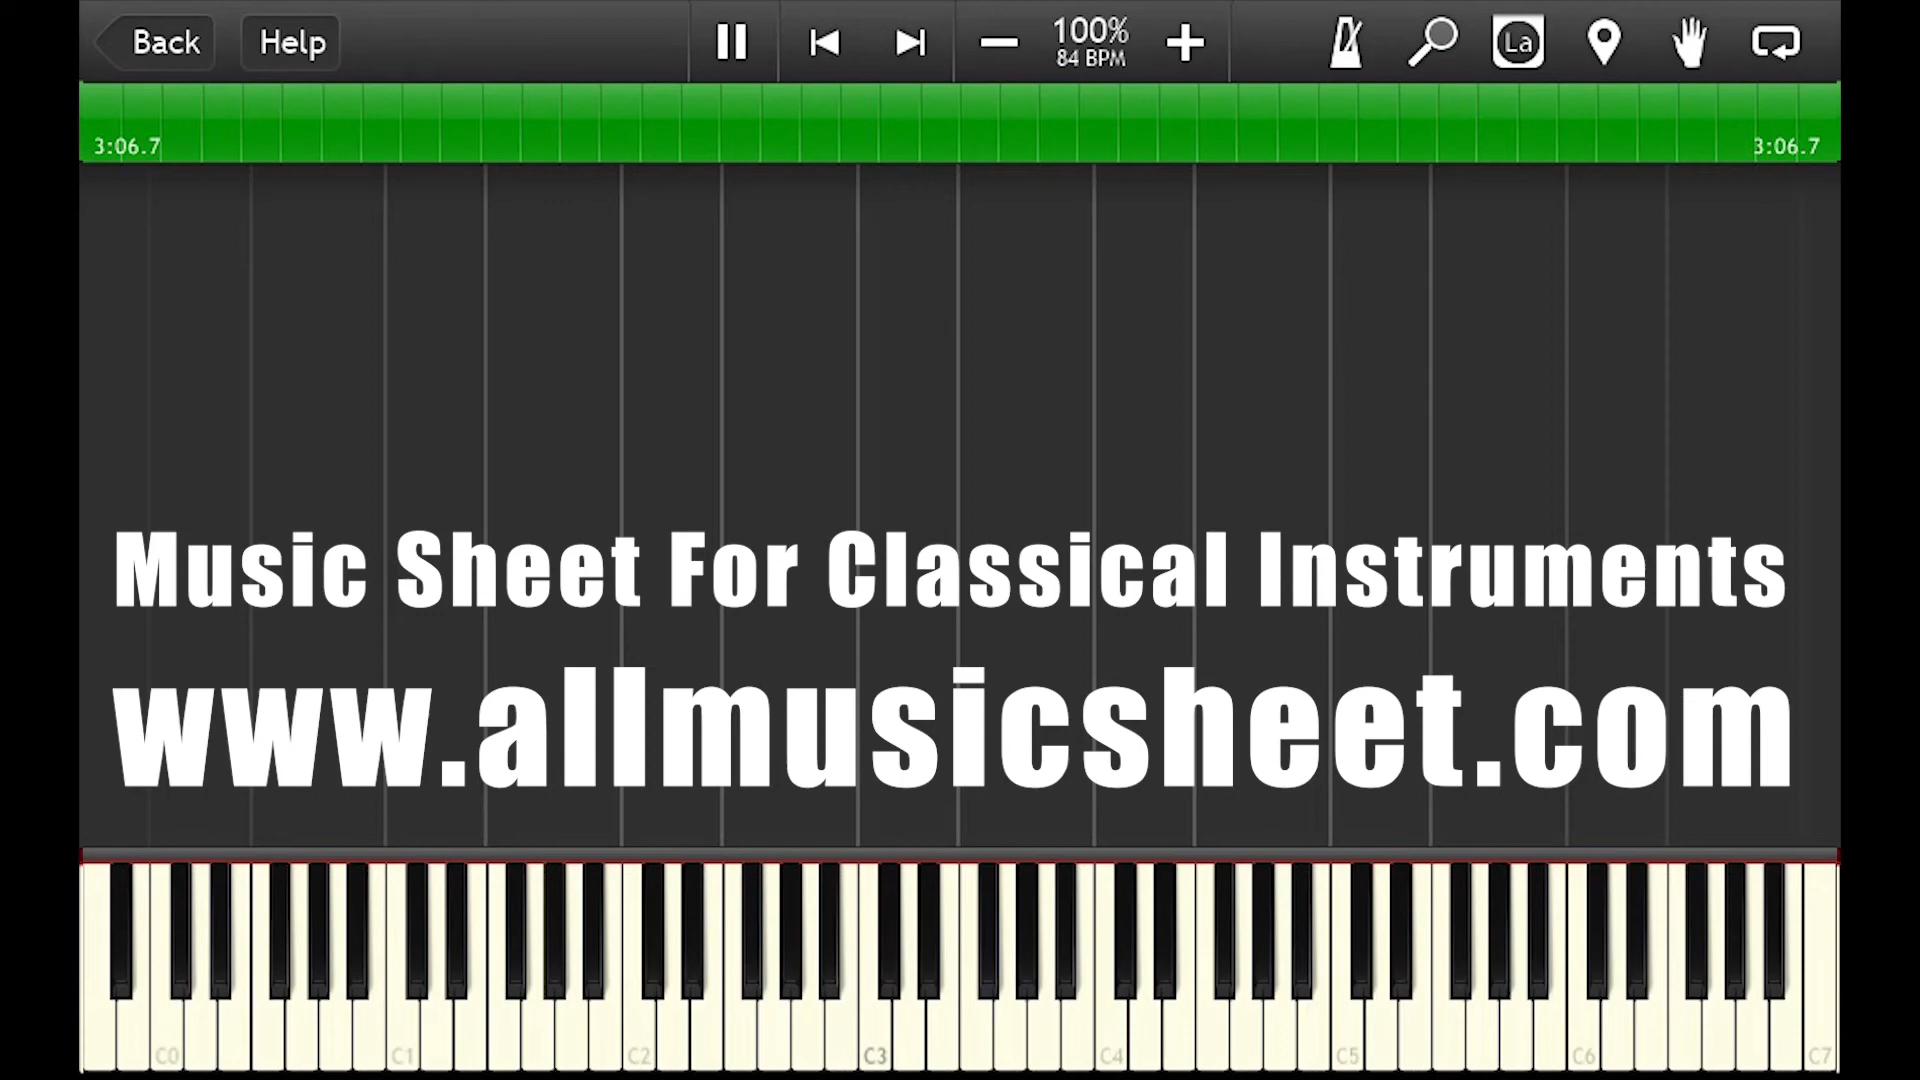 Back Help 100% La
84 BPM
3:06.7 3:06.7
Music Sheet For Classical Instruments
www.allmusicsheet.com
C0 C1 C2 C3 C4 C5 C6 C7